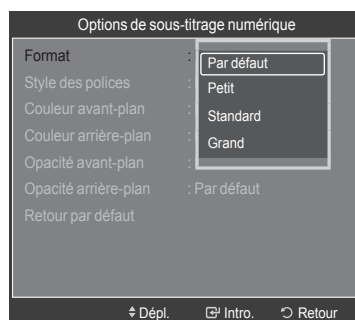 Options de sous-titrage numérique
Format : Par défaut
Petit
Standard
Grand
Style des polices :
Couleur avant-plan :
Couleur arrière-plan :
Opacité avant-plan :
Opacité arrière-plan : Par défaut
Retour par défaut
Dépl. Intro. Retour